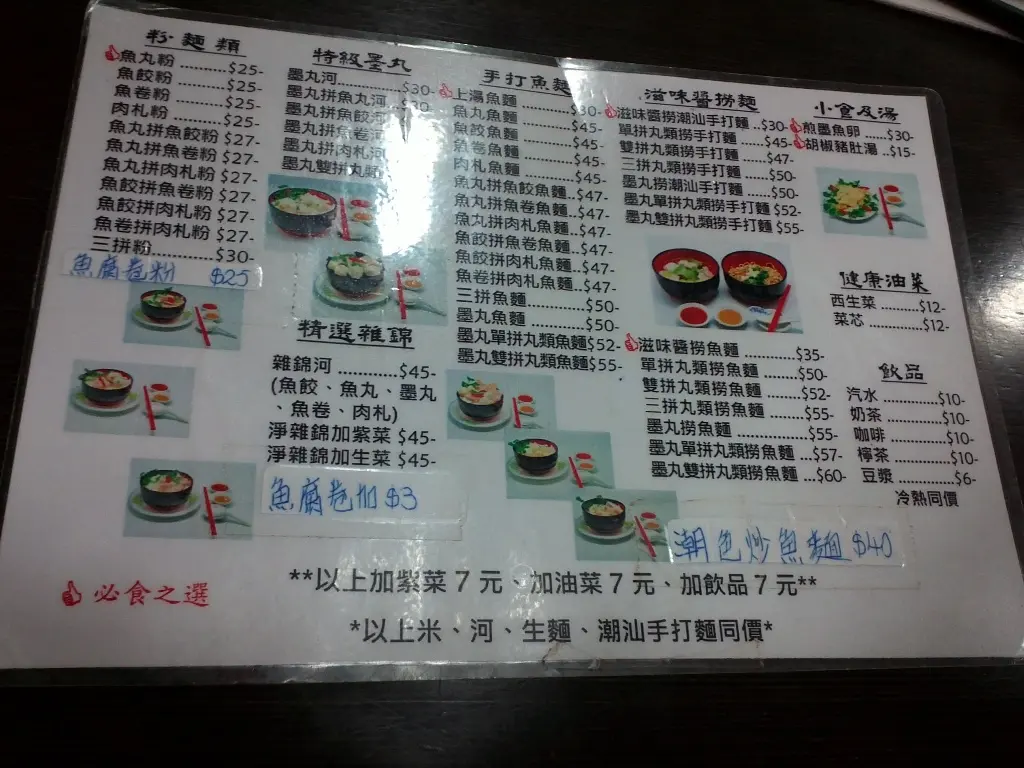 粉麵類
魚丸粉 ..........$25-
魚餃粉 ..........$25-
魚卷粉 ..........$25-
肉札粉 ..........$25-
魚丸拼魚餃粉 $27-
魚丸拼魚卷粉 $27-
魚丸拼肉札粉 $27-
魚餃拼魚卷粉 $27-
魚餃拼肉札粉 $27-
魚卷拼肉札粉 $27-
三拼粉..............$30-
魚腐卷粉 $25
特級墨丸
墨丸河..............$30-
墨丸拼魚丸河..$30-
墨丸拼魚餃河
墨丸拼魚卷河
墨丸拼肉札河
墨丸雙拼丸類
精選雜錦
雜錦河 ............$45-
(魚餃、魚丸、墨丸
、魚卷、肉札)
淨雜錦加紫菜 $45-
淨雜錦加生菜 $45-
魚腐卷加$3
手打魚麵
上湯魚麵............$30-
魚丸魚麵............$45-
魚餃魚麵............$45-
魚卷魚麵............$45-
肉札魚麵............$45-
魚丸拼魚餃魚麵..$47-
魚丸拼魚卷魚麵..$47-
魚丸拼肉札魚麵..$47-
魚餃拼魚卷魚麵..$47-
魚餃拼肉札魚麵..$47-
魚卷拼肉札魚麵..$47-
三拼魚麵..............$50-
墨丸魚麵..............$50-
墨丸單拼丸類魚麵$52-
墨丸雙拼丸類魚麵$55-
滋味醬撈麵
滋味醬撈潮汕手打麵 ..$30-
單拼丸類撈手打麵 .....$45-
雙拼丸類撈手打麵 .....$47-
三拼丸類撈手打麵 .....$50-
墨丸撈潮汕手打麵 .....$50-
墨丸單拼丸類撈手打麵 $52-
墨丸雙拼丸類撈手打麵 $55-
滋味醬撈魚麵 ..........$35-
單拼丸類撈魚麵 .......$50-
雙拼丸類撈魚麵 .......$52-
三拼丸類撈魚麵 .......$55-
墨丸撈魚麵 ..............$55-
墨丸單拼丸類撈魚麵 ...$57-
墨丸雙拼丸類撈魚麵 ...$60-
潮色炒魚麵$40
小食及湯
煎墨魚卵 .....$30-
胡椒豬肚湯 ..$15-
健康油菜
西生菜 .......$12-
菜芯 ...........$12-
飲品
汽水 ............$10-
奶茶 ............$10-
咖啡 ............$10-
檸茶 ............$10-
豆漿 ............$6-
冷熱同價
必食之選
**以上加紫菜 7 元、加油菜 7 元、加飲品 7 元**
*以上米、河、生麵、潮汕手打麵同價*